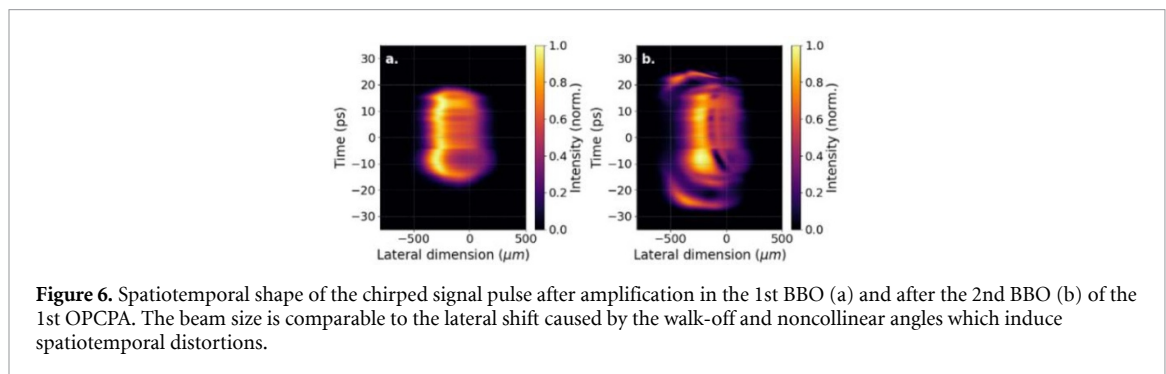 a.
30
20
10
0
−10
−20
−30
Time (ps)
−500
0
500
Lateral dimension (μm)
1.0
0.8
0.6
0.4
0.2
0.0
Intensity (norm.)
b.
30
20
10
0
−10
−20
−30
Time (ps)
−500
0
500
Lateral dimension (μm)
1.0
0.8
0.6
0.4
0.2
0.0
Intensity (norm.)
Figure 6. Spatiotemporal shape of the chirped signal pulse after amplification in the 1st BBO (a) and after the 2nd BBO (b) of the
1st OPCPA. The beam size is comparable to the lateral shift caused by the walk-off and noncollinear angles which induce
spatiotemporal distortions.